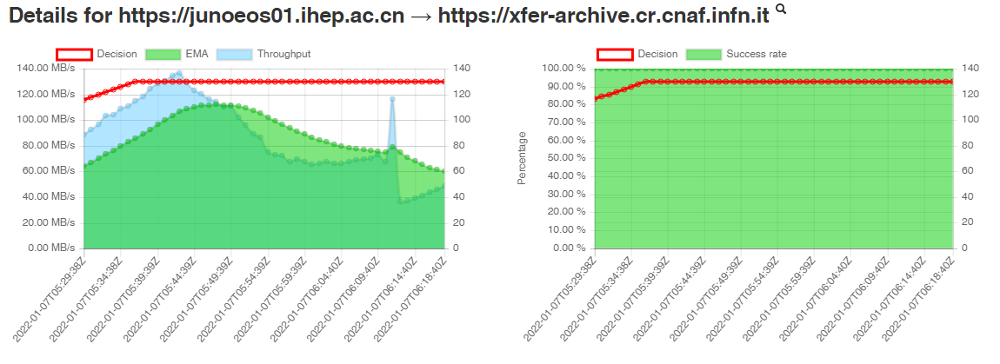 Details for https://junoeos01.ihep.ac.cn → https://xfer-archive.cr.cnaf.infn.it
Decision EMA Throughput
140.00 MB/s 140
120.00 MB/s 120
100.00 MB/s 100
80.00 MB/s 80
60.00 MB/s 60
40.00 MB/s 40
20.00 MB/s 20
0.00 MB/s 0
2022-01-07T05:29:38Z
2022-01-07T05:34:38Z
2022-01-07T05:39:39Z
2022-01-07T05:44:39Z
2022-01-07T05:49:39Z
2022-01-07T05:54:39Z
2022-01-07T05:59:39Z
2022-01-07T06:04:40Z
2022-01-07T06:09:40Z
2022-01-07T06:14:40Z
2022-01-07T06:18:40Z
Decision Success rate
Percentage
100.00 % 140
90.00 % 120
80.00 % 100
70.00 %
60.00 % 80
50.00 %
40.00 % 60
30.00 % 40
20.00 %
10.00 % 20
0.00 % 0
2022-01-07T05:29:38Z
2022-01-07T05:34:38Z
2022-01-07T05:39:39Z
2022-01-07T05:44:39Z
2022-01-07T05:49:39Z
2022-01-07T05:54:39Z
2022-01-07T05:59:39Z
2022-01-07T06:04:40Z
2022-01-07T06:09:40Z
2022-01-07T06:14:40Z
2022-01-07T06:18:40Z